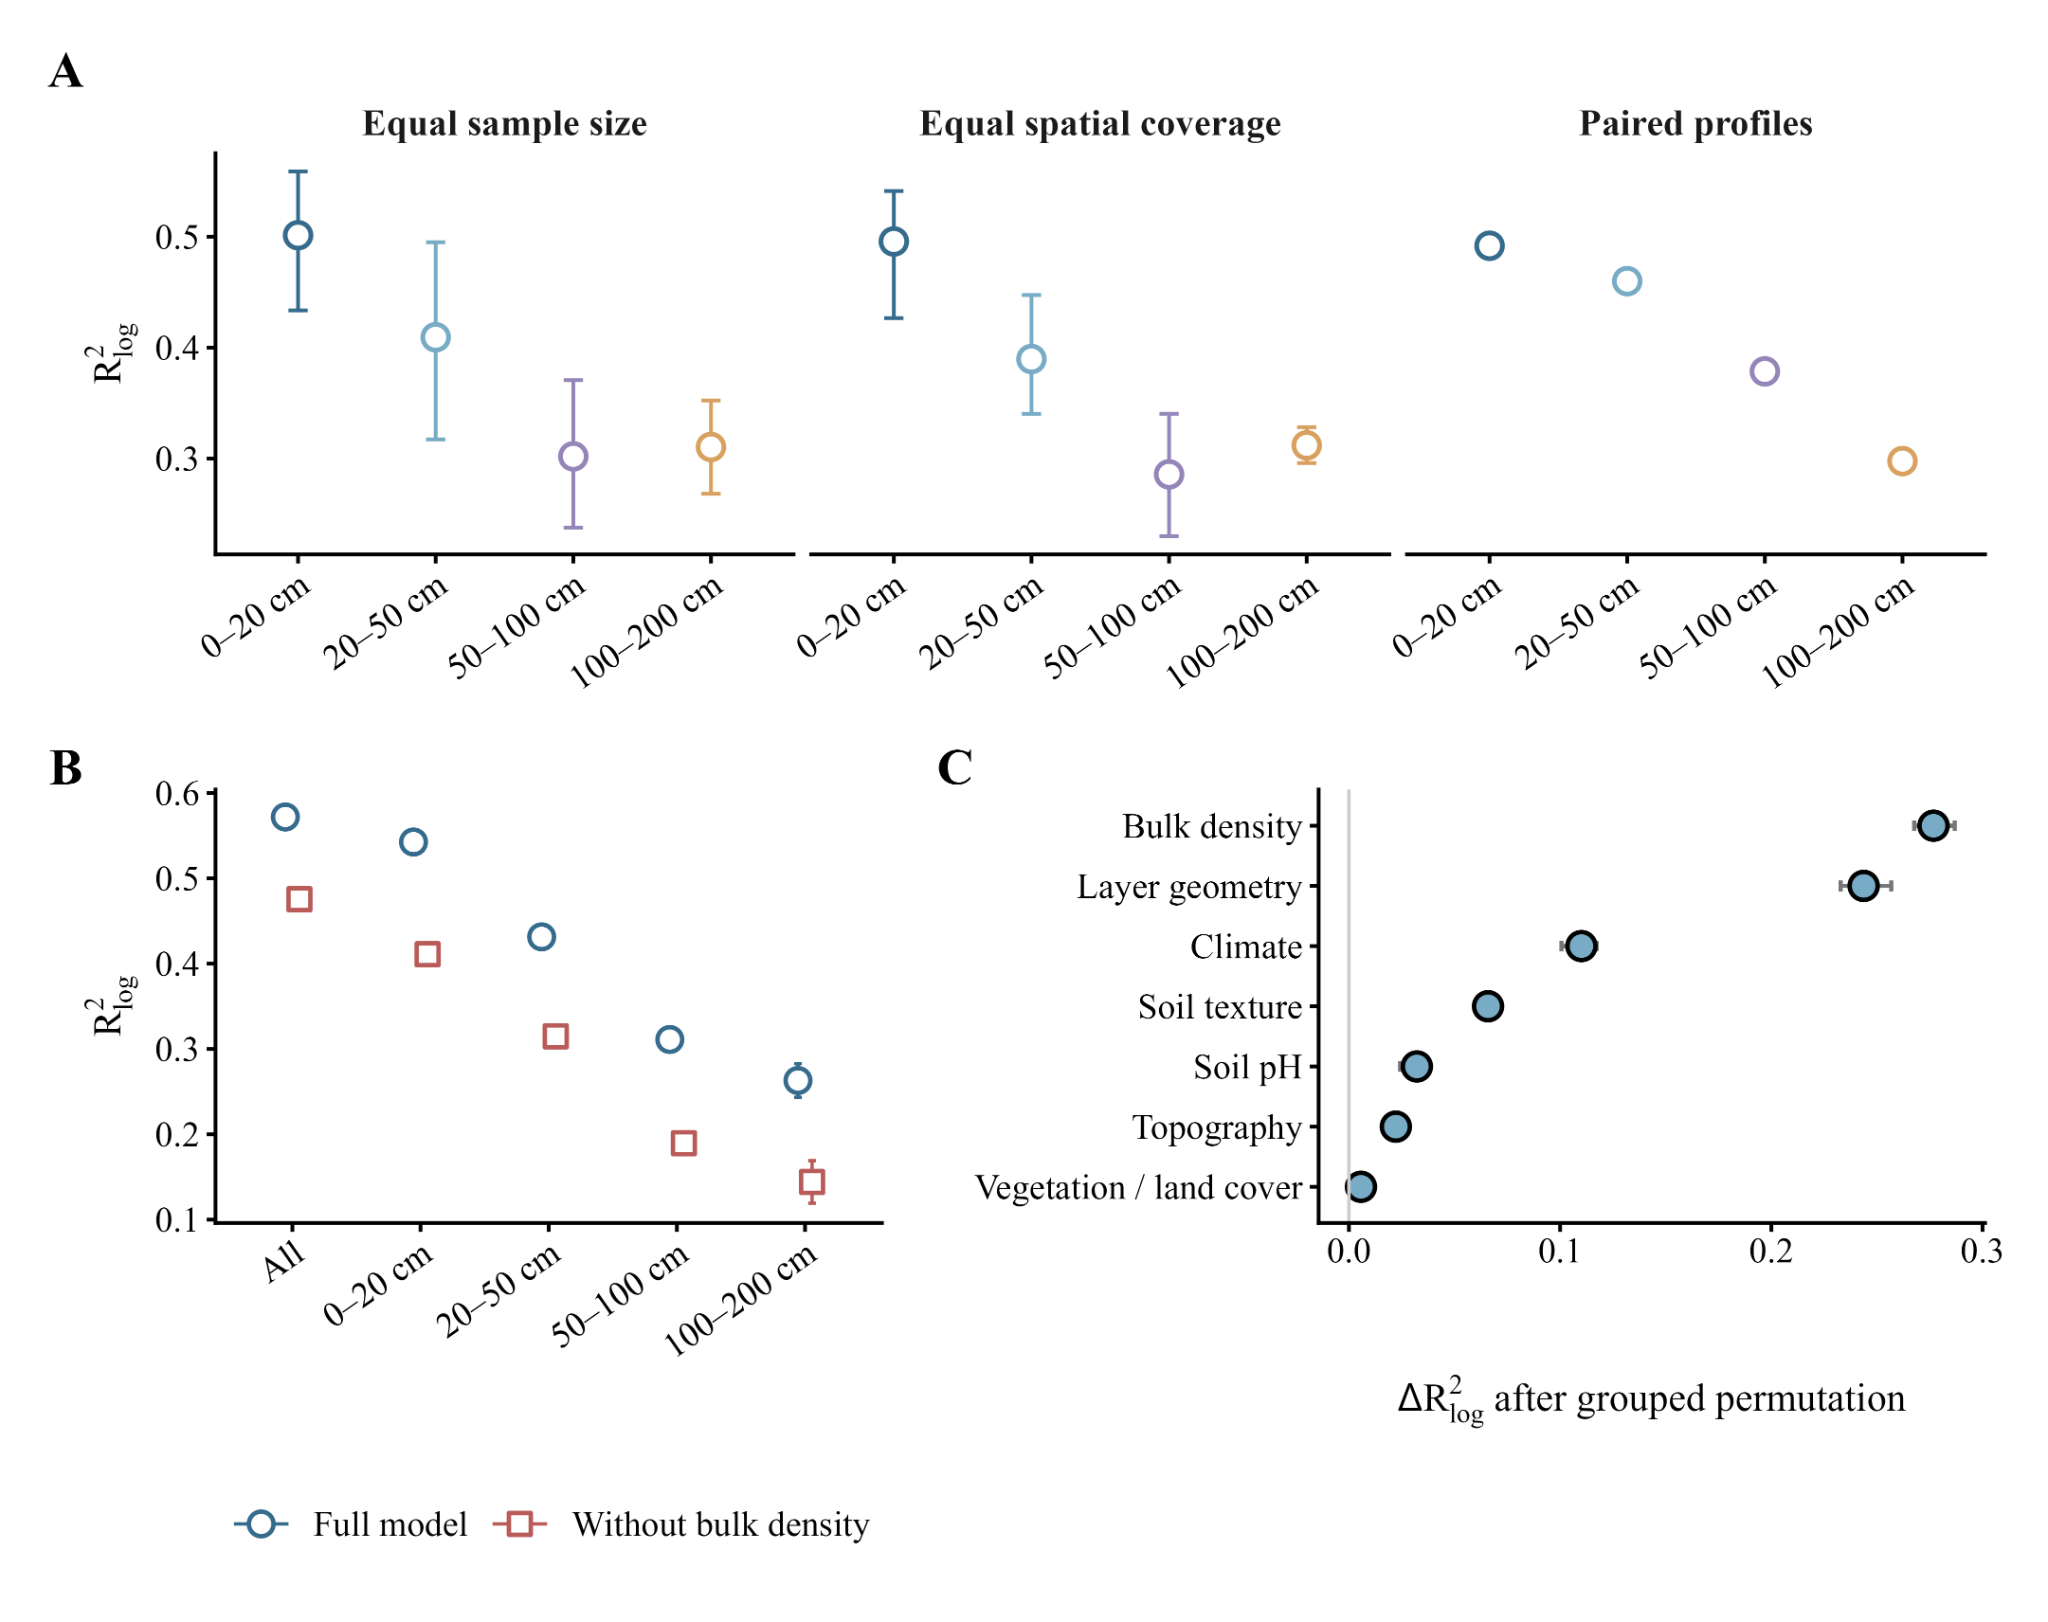 A
Equal sample size
Equal spatial coverage
Paired profiles
R²log
0.5
0.4
0.3
0–20 cm
20–50 cm
50–100 cm
100–200 cm
0–20 cm
20–50 cm
50–100 cm
100–200 cm
0–20 cm
20–50 cm
50–100 cm
100–200 cm
B
R²log
0.6
0.5
0.4
0.3
0.2
0.1
All
0–20 cm
20–50 cm
50–100 cm
100–200 cm
Full model
Without bulk density
C
Bulk density
Layer geometry
Climate
Soil texture
Soil pH
Topography
Vegetation / land cover
0.0
0.1
0.2
0.3
ΔR²log after grouped permutation